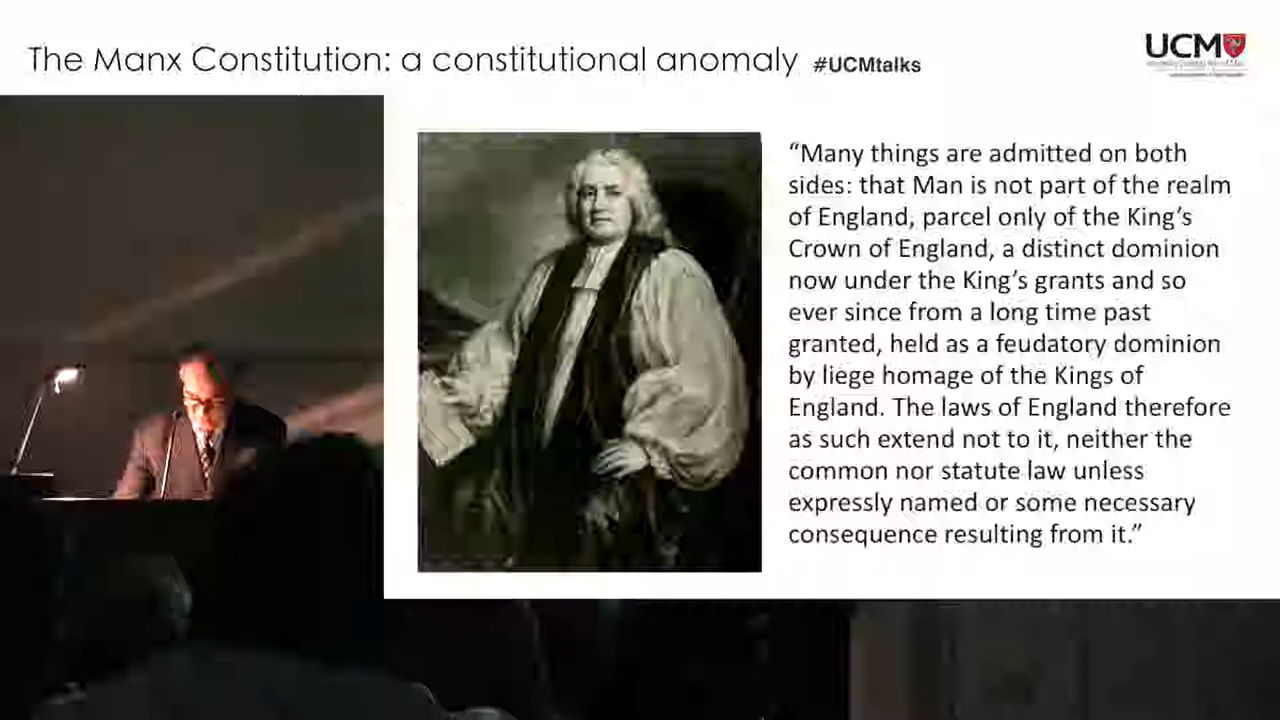 The Manx Constitution: a constitutional anomaly #UCMtalks
UCM
“Many things are admitted on both
sides: that Man is not part of the realm
of England, parcel only of the King’s
Crown of England, a distinct dominion
now under the King’s grants and so
ever since from a long time past
granted, held as a feudatory dominion
by liege homage of the Kings of
England. The laws of England therefore
as such extend not to it, neither the
common nor statute law unless
expressly named or some necessary
consequence resulting from it.”